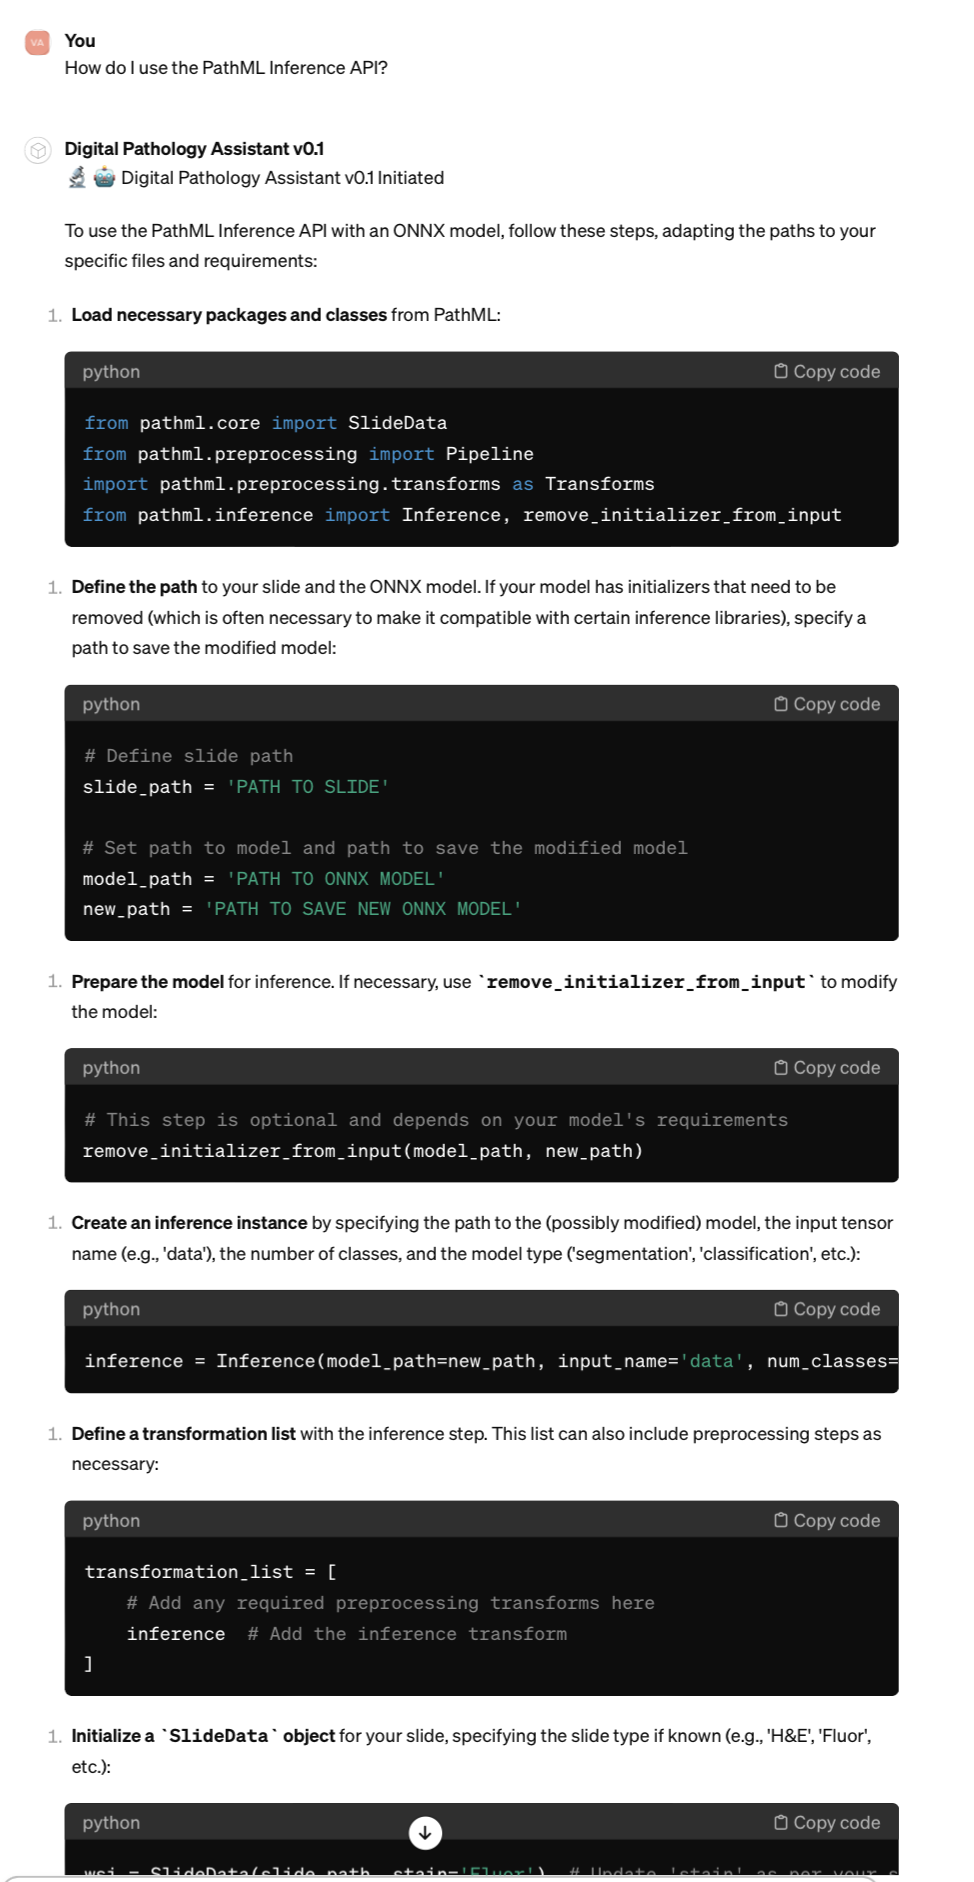 VA
You
How do I use the PathML Inference API?
Digital Pathology Assistant v0.1
🔬 🤖 Digital Pathology Assistant v0.1 Initiated
To use the PathML Inference API with an ONNX model, follow these steps, adapting the paths to your
specific files and requirements:
1. Load necessary packages and classes from PathML:
python Copy code
from pathml.core import SlideData
from pathml.preprocessing import Pipeline
import pathml.preprocessing.transforms as Transforms
from pathml.inference import Inference, remove_initializer_from_input
1. Define the path to your slide and the ONNX model. If your model has initializers that need to be
removed (which is often necessary to make it compatible with certain inference libraries), specify a
path to save the modified model:
python Copy code
# Define slide path
slide_path = 'PATH TO SLIDE'
# Set path to model and path to save the modified model
model_path = 'PATH TO ONNX MODEL'
new_path = 'PATH TO SAVE NEW ONNX MODEL'
1. Prepare the model for inference. If necessary, use `remove_initializer_from_input` to modify
the model:
python Copy code
# This step is optional and depends on your model's requirements
remove_initializer_from_input(model_path, new_path)
1. Create an inference instance by specifying the path to the (possibly modified) model, the input tensor
name (e.g., 'data'), the number of classes, and the model type ('segmentation', 'classification', etc.):
python Copy code
inference = Inference(model_path=new_path, input_name='data', num_classes=
1. Define a transformation list with the inference step. This list can also include preprocessing steps as
necessary:
python Copy code
transformation_list = [
    # Add any required preprocessing transforms here
    inference  # Add the inference transform
]
1. Initialize a `SlideData` object for your slide, specifying the slide type if known (e.g., 'H&E', 'Fluor',
etc.):
python Copy code
wsi = SlideData(slide_path, stain='Fluor')  # Update 'stain' as per your s